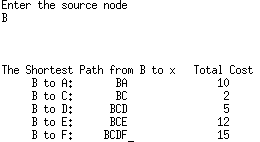 Enter the source node
B
The Shortest Path from B to x Total Cost
B to A: BA 10
B to C: BC 2
B to D: BCD 5
B to E: BCE 12
B to F: BCDF_ 15